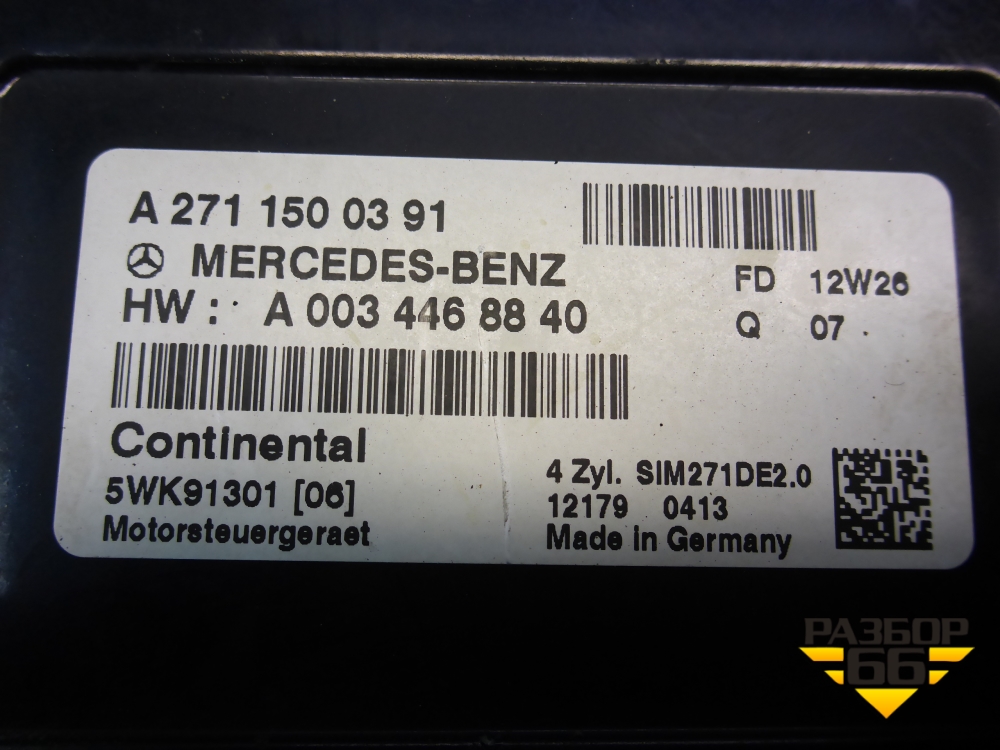 A 271 150 03 91
MERCEDES-BENZ
HW : A 003 446 88 40
FD 12W26
Q 07
Continental
5WK91301 [06]
Motorsteuergeraet
4 Zyl. SIM271DE2.0
12179 0413
Made in Germany
РАЗБОР
66